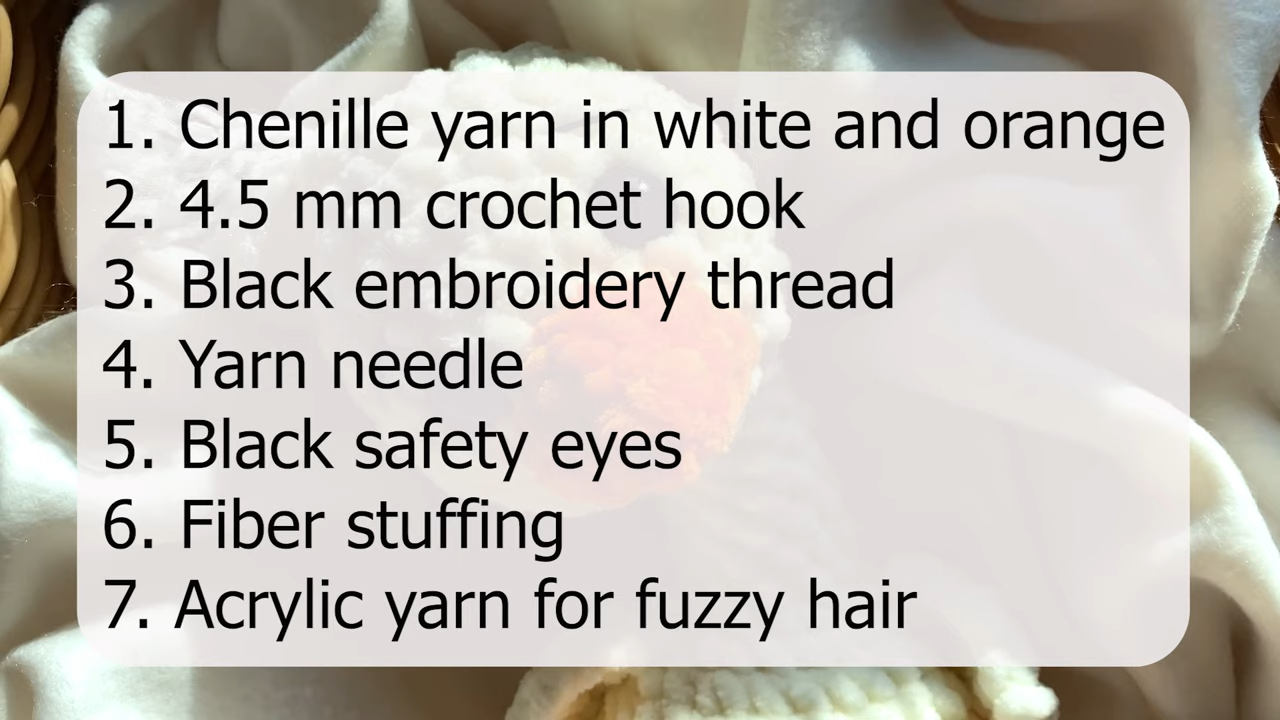 1. Chenille yarn in white and orange
2. 4.5 mm crochet hook
3. Black embroidery thread
4. Yarn needle
5. Black safety eyes
6. Fiber stuffing
7. Acrylic yarn for fuzzy hair